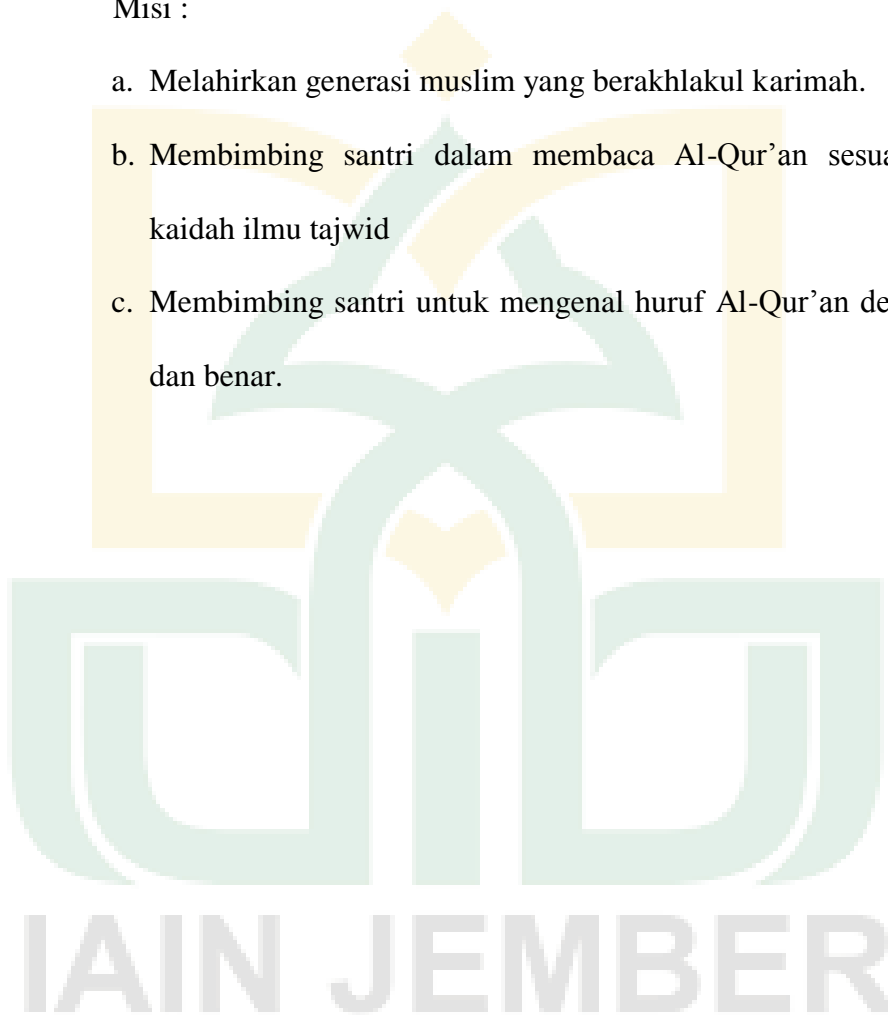 Misi :
a. Melahirkan generasi muslim yang berakhlakul karimah.
b. Membimbing santri dalam membaca Al-Qur’an sesua
kaidah ilmu tajwid
c. Membimbing santri untuk mengenal huruf Al-Qur’an de
dan benar.
IAIN JEMBER